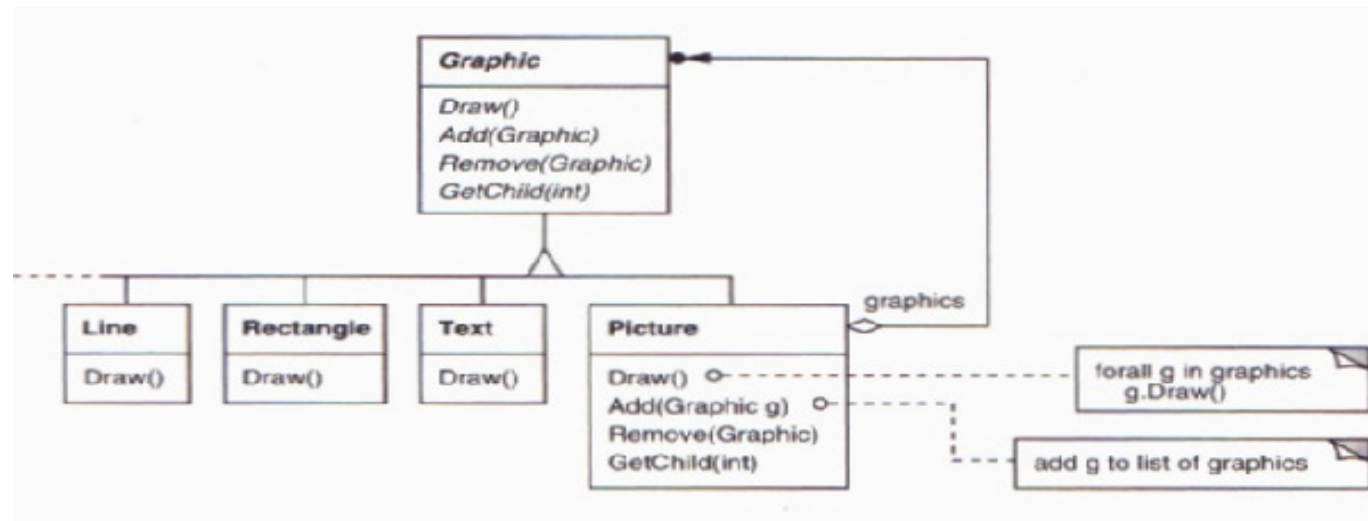 Graphic
Draw()
Add(Graphic)
Remove(Graphic)
GetChild(int)
graphics
Line
Draw()
Rectangle
Draw()
Text
Draw()
Picture
Draw()
Add(Graphic g)
Remove(Graphic)
GetChild(int)
forall g in graphics
g.Draw()
add g to list of graphics